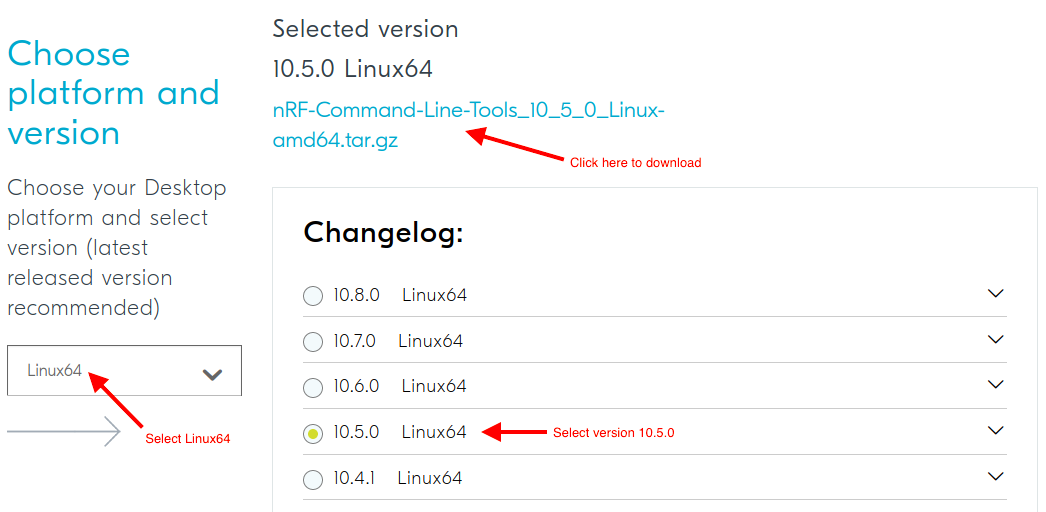 Choose
platform and
version
Choose your Desktop
platform and select
version (latest
released version
recommended)
Linux64
Select Linux64
Selected version
10.5.0 Linux64
nRF-Command-Line-Tools_10_5_0_Linux-
amd64.tar.gz
Click here to download
Changelog:
10.8.0 Linux64
10.7.0 Linux64
10.6.0 Linux64
10.5.0 Linux64
Select version 10.5.0
10.4.1 Linux64